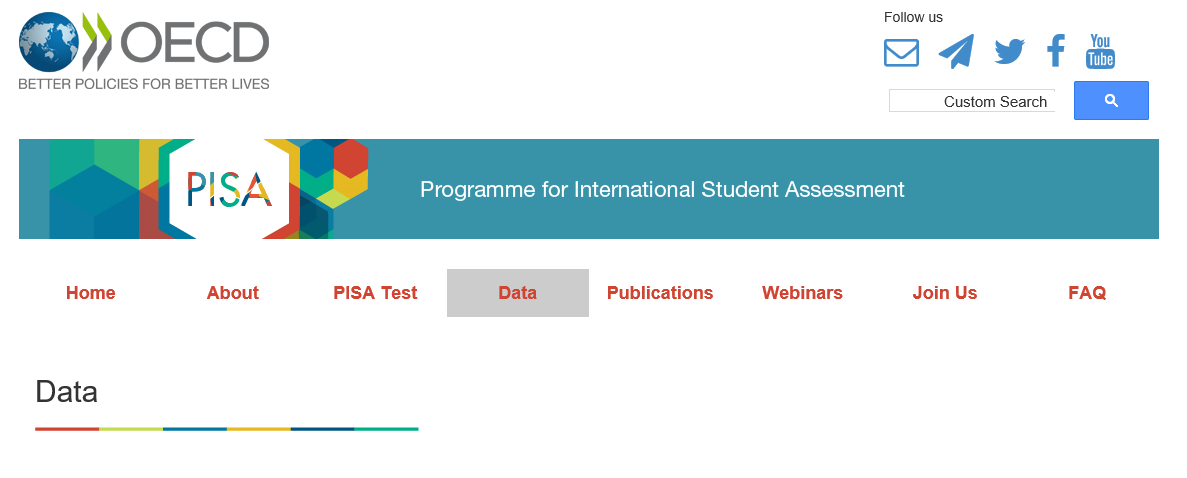 OECD
BETTER POLICIES FOR BETTER LIVES
Follow us
You
Tube
Custom Search
PISA
Programme for International Student Assessment
Home About PISA Test Data Publications Webinars Join Us FAQ
Data